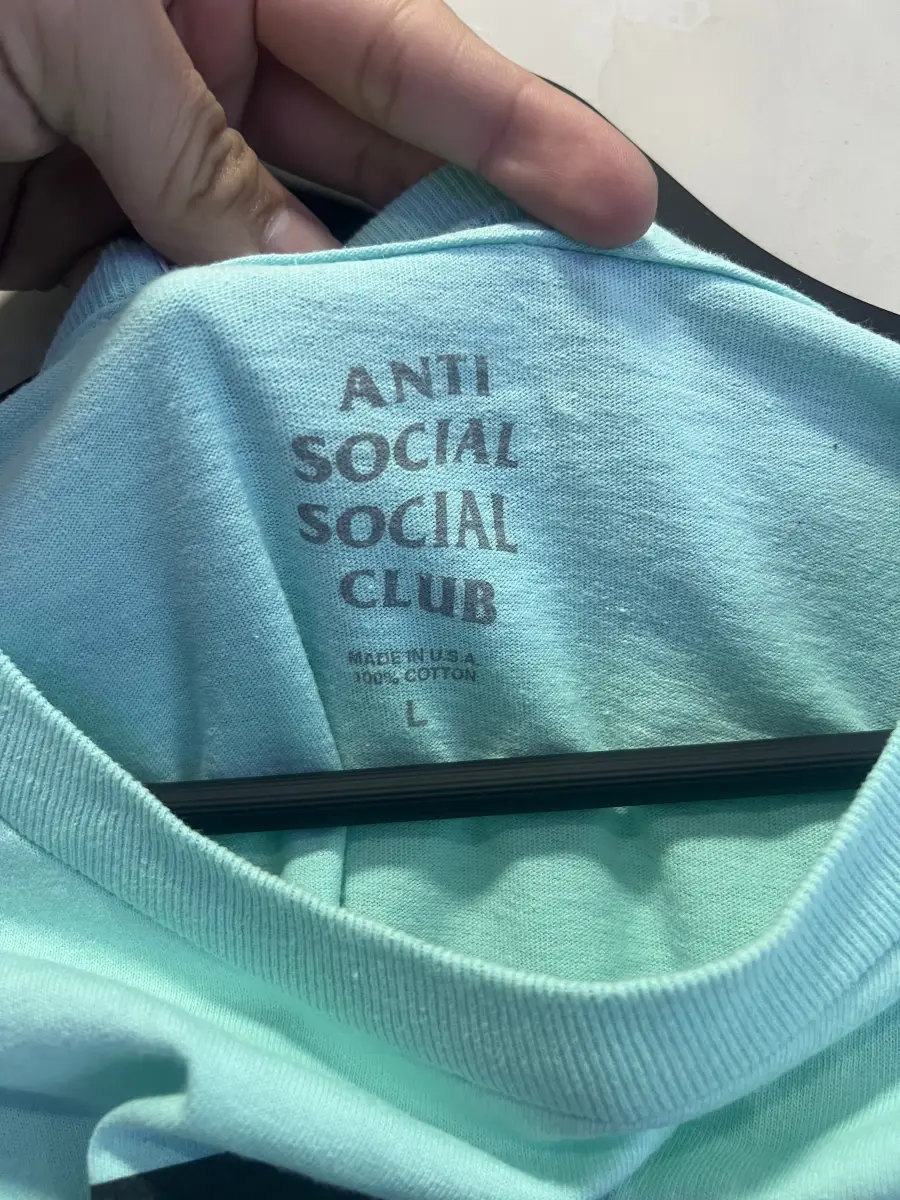 ANTI
SOCIAL
SOCIAL
CLUB
MADE IN U.S.A.
100% COTTON
L